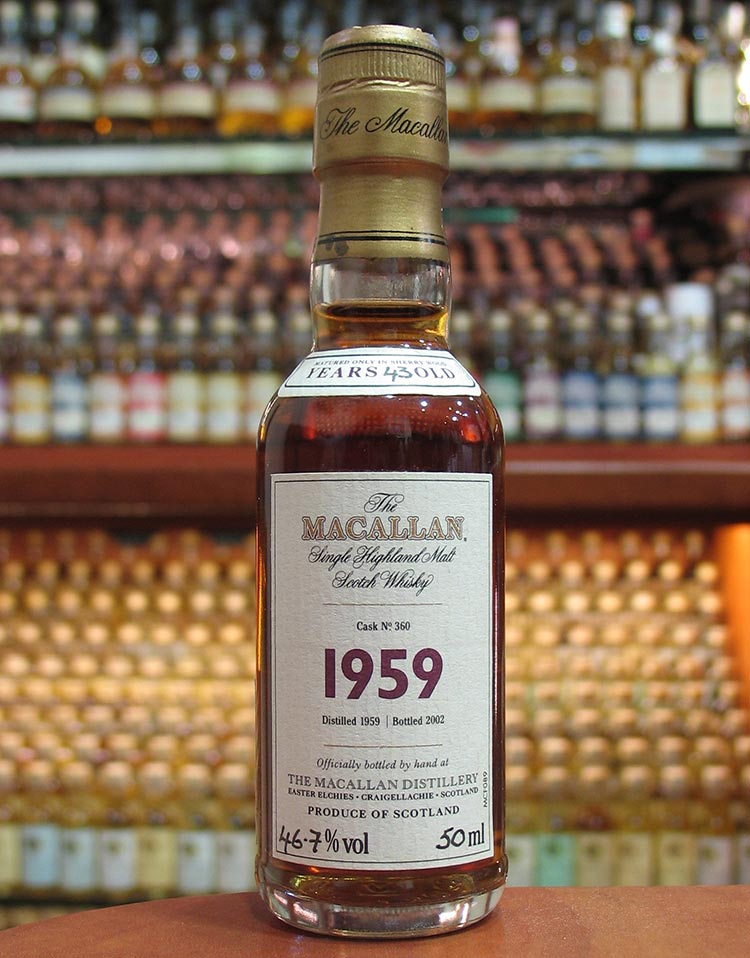 The Macallan
MATURED ONLY IN SHERRY WOOD
YEARS 43 OLD
The
MACALLAN®
Single Highland Malt
Scotch Whisky
Cask Nº 360
1959
Distilled 1959 | Bottled 2002
Officially bottled by hand at
THE MACALLAN DISTILLERY
EASTER ELCHIES • CRAIGELLACHIE • SCOTLAND
PRODUCE OF SCOTLAND
46.7% vol 50 ml
MCT089